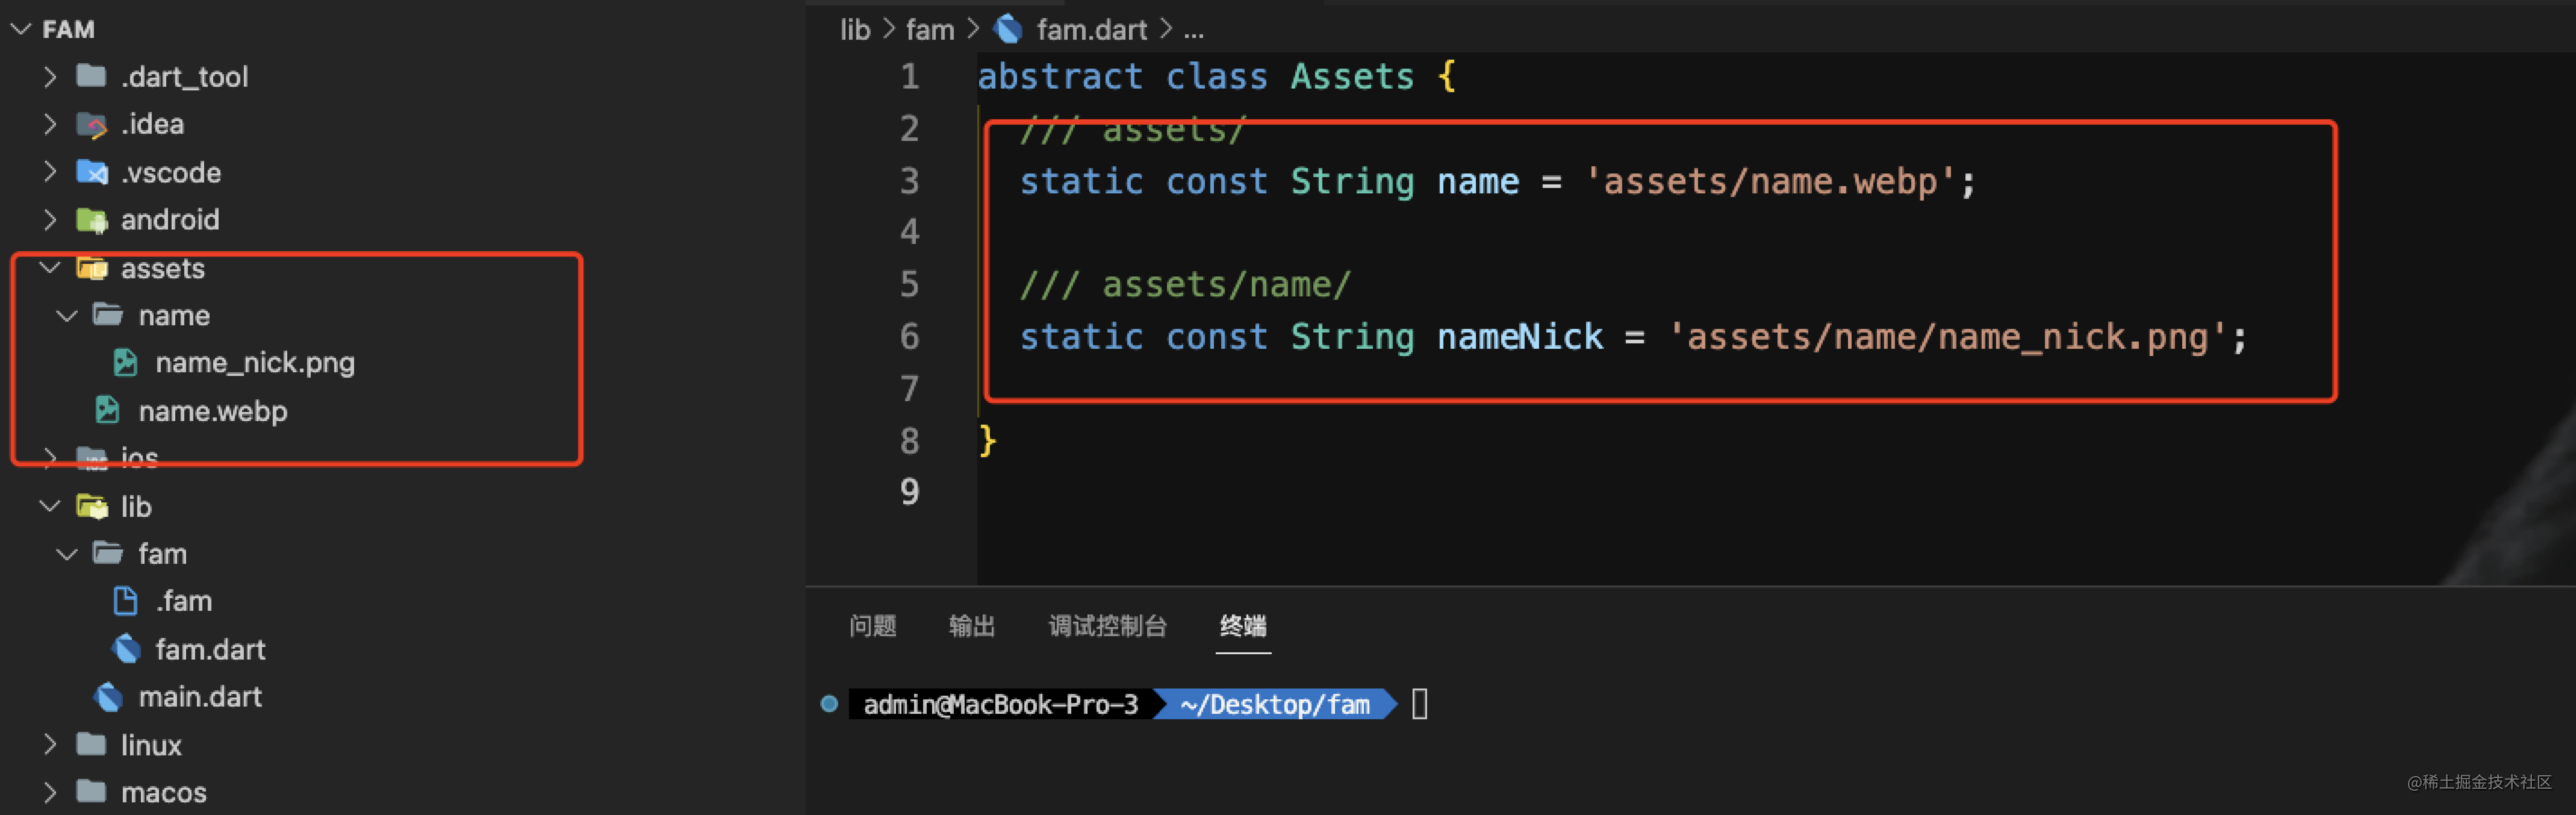 FAM
.dart_tool
.idea
.vscode
android
assets
name
name_nick.png
name.webp
ios
lib
fam
.fam
fam.dart
main.dart
linux
macos
lib > fam > fam.dart > ...
1 abstract class Assets {
2 /// assets/
3 static const String name = 'assets/name.webp';
4
5 /// assets/name/
6 static const String nameNick = 'assets/name/name_nick.png';
7
8 }
9
问题 输出 调试控制台 终端
admin@MacBook-Pro-3 ~/Desktop/fam
@稀土掘金技术社区